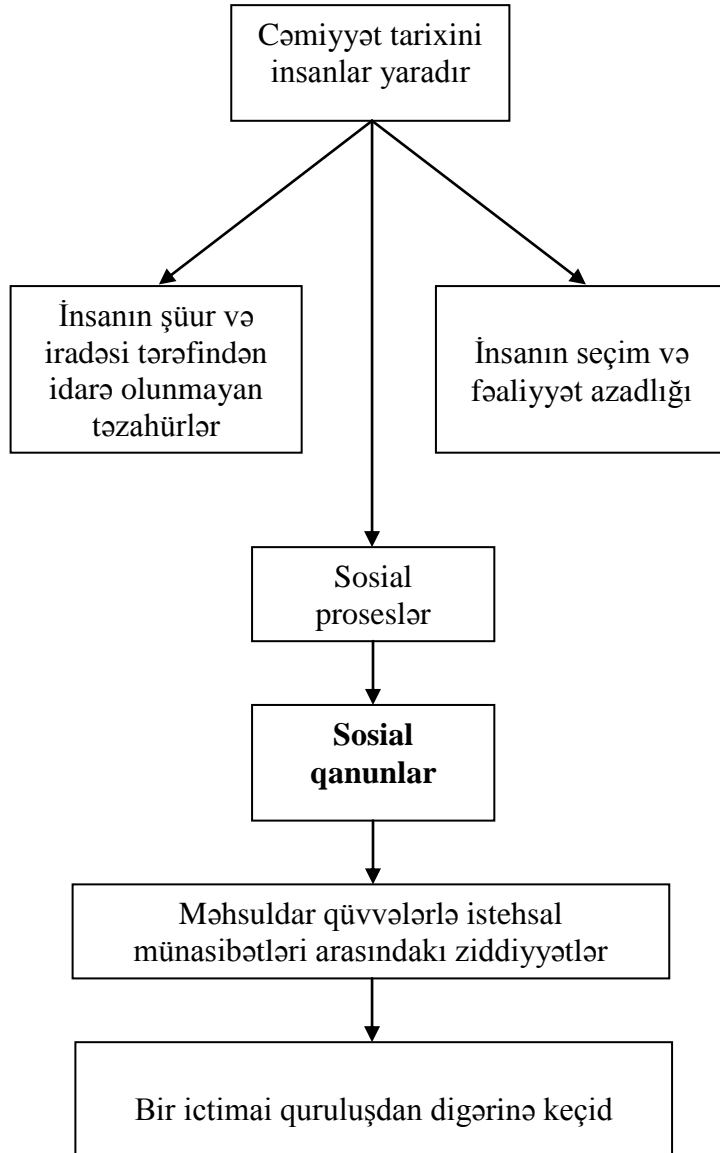 Cəmiyyət tarixini
insanlar yaradır
İnsanın şüur və
iradəsi tərəfindən
idarə olunmayan
təzahürlər
İnsanın seçim və
fəaliyyət azadlığı
Sosial
proseslər
Sosial
qanunlar
Məhsuldar qüvvələrlə istehsal
münasibətləri arasındakı ziddiyyətlər
Bir ictimai quruluşdan digərinə keçid